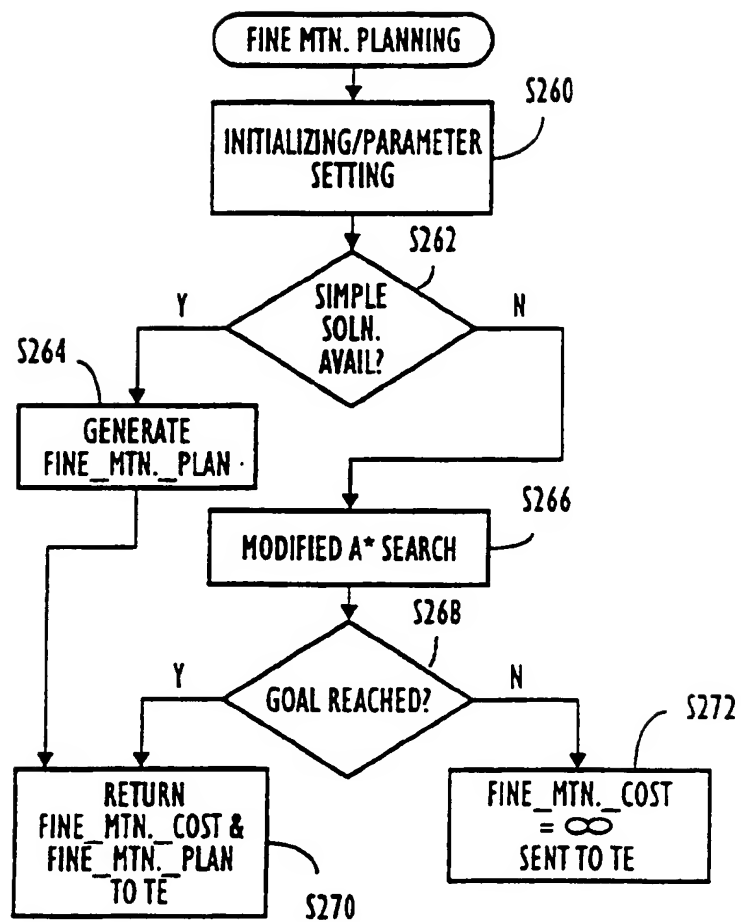 FINE MTN. PLANNING
S260
INITIALIZING/PARAMETER
SETTING
S262
SIMPLE
SOLN.
AVAIL?
Y
N
S264
GENERATE
FINE_MTN._PLAN
S266
MODIFIED A* SEARCH
S268
GOAL REACHED?
Y
N
S272
RETURN
FINE_MTN._COST &
FINE_MTN._PLAN
TO TE
S270
FINE_MTN._COST
= ∞
SENT TO TE